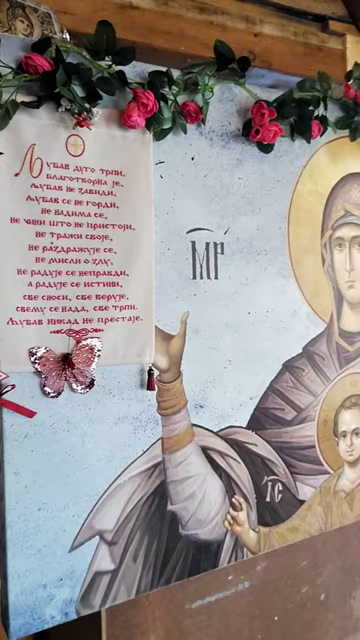 Љубав дуго трпи,
благотворна је,
љубав не завиди,
љубав се не горди,
не надима се,
не чини што не пристоји,
не тражи своје,
не раздражује се,
не мисли о злу,
не радује се неправди,
а радује се истини,
све сноси, све верује,
свему се нада, све трпи.
Љубав никад не престаје.
МР
ІС